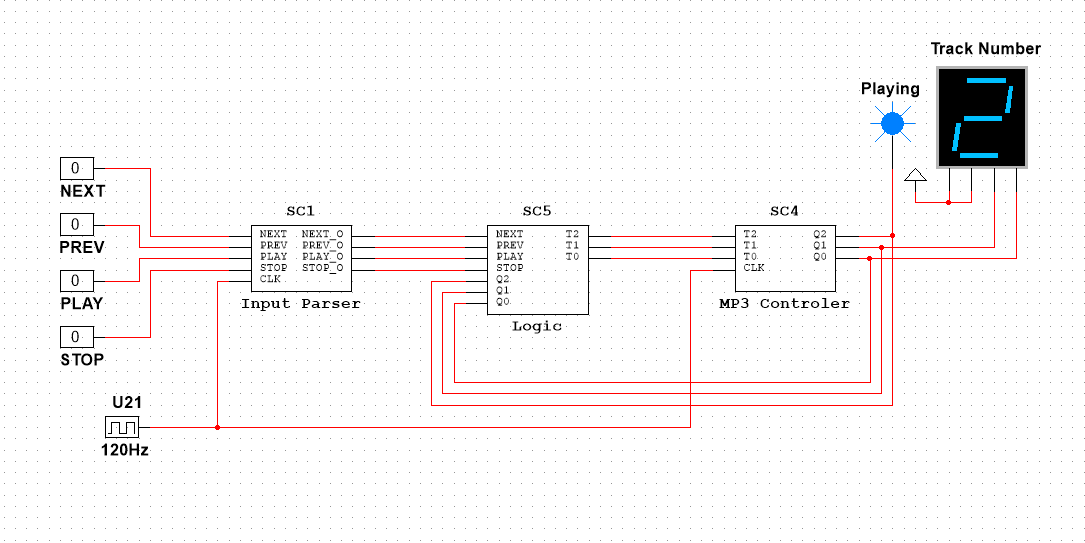 Track Number
Playing
2
0
NEXT
0
PREV
0
PLAY
0
STOP
U21
120Hz
SC1
NEXT NEXT_O
PREV PREV_O
PLAY PLAY_O
STOP STOP_O
CLK
Input Parser
SC5
NEXT T2
PREV T1
PLAY T0
STOP
Q2
Q1
Q0
Logic
SC4
T2 Q2
T1 Q1
T0 Q0
CLK
MP3 Controler